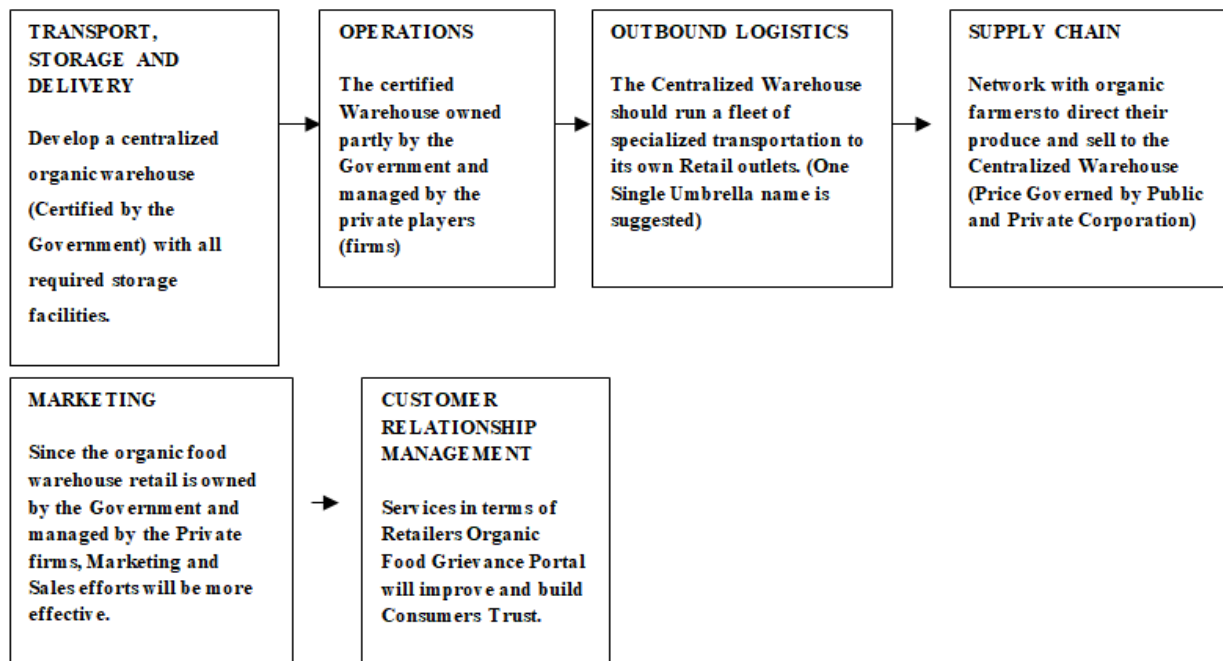 TRANSPORT,
STORAGE AND
DELIVERY
Develop a centralized
organic warehouse
(Certified by the
Government) with all
required storage
facilities.
OPERATIONS
The certified
Warehouse owned
partly by the
Government and
managed by the
private players
(firms)
OUTBOUND LOGISTICS
The Centralized Warehouse
should run a fleet of
specialized transportation to
its own Retail outlets. (One
Single Umbrella name is
suggested)
SUPPLY CHAIN
Network with organic
farmers to direct their
produce and sell to the
Centralized Warehouse
(Price Governed by Public
and Private Corporation)
MARKETING
Since the organic food
warehouse retail is owned
by the Government and
managed by the Private
firms, Marketing and
Sales efforts will be more
effective.
CUSTOMER
RELATIONSHIP
MANAGEMENT
Services in terms of
Retailers Organic
Food Grievance Portal
will improve and build
Consumers Trust.